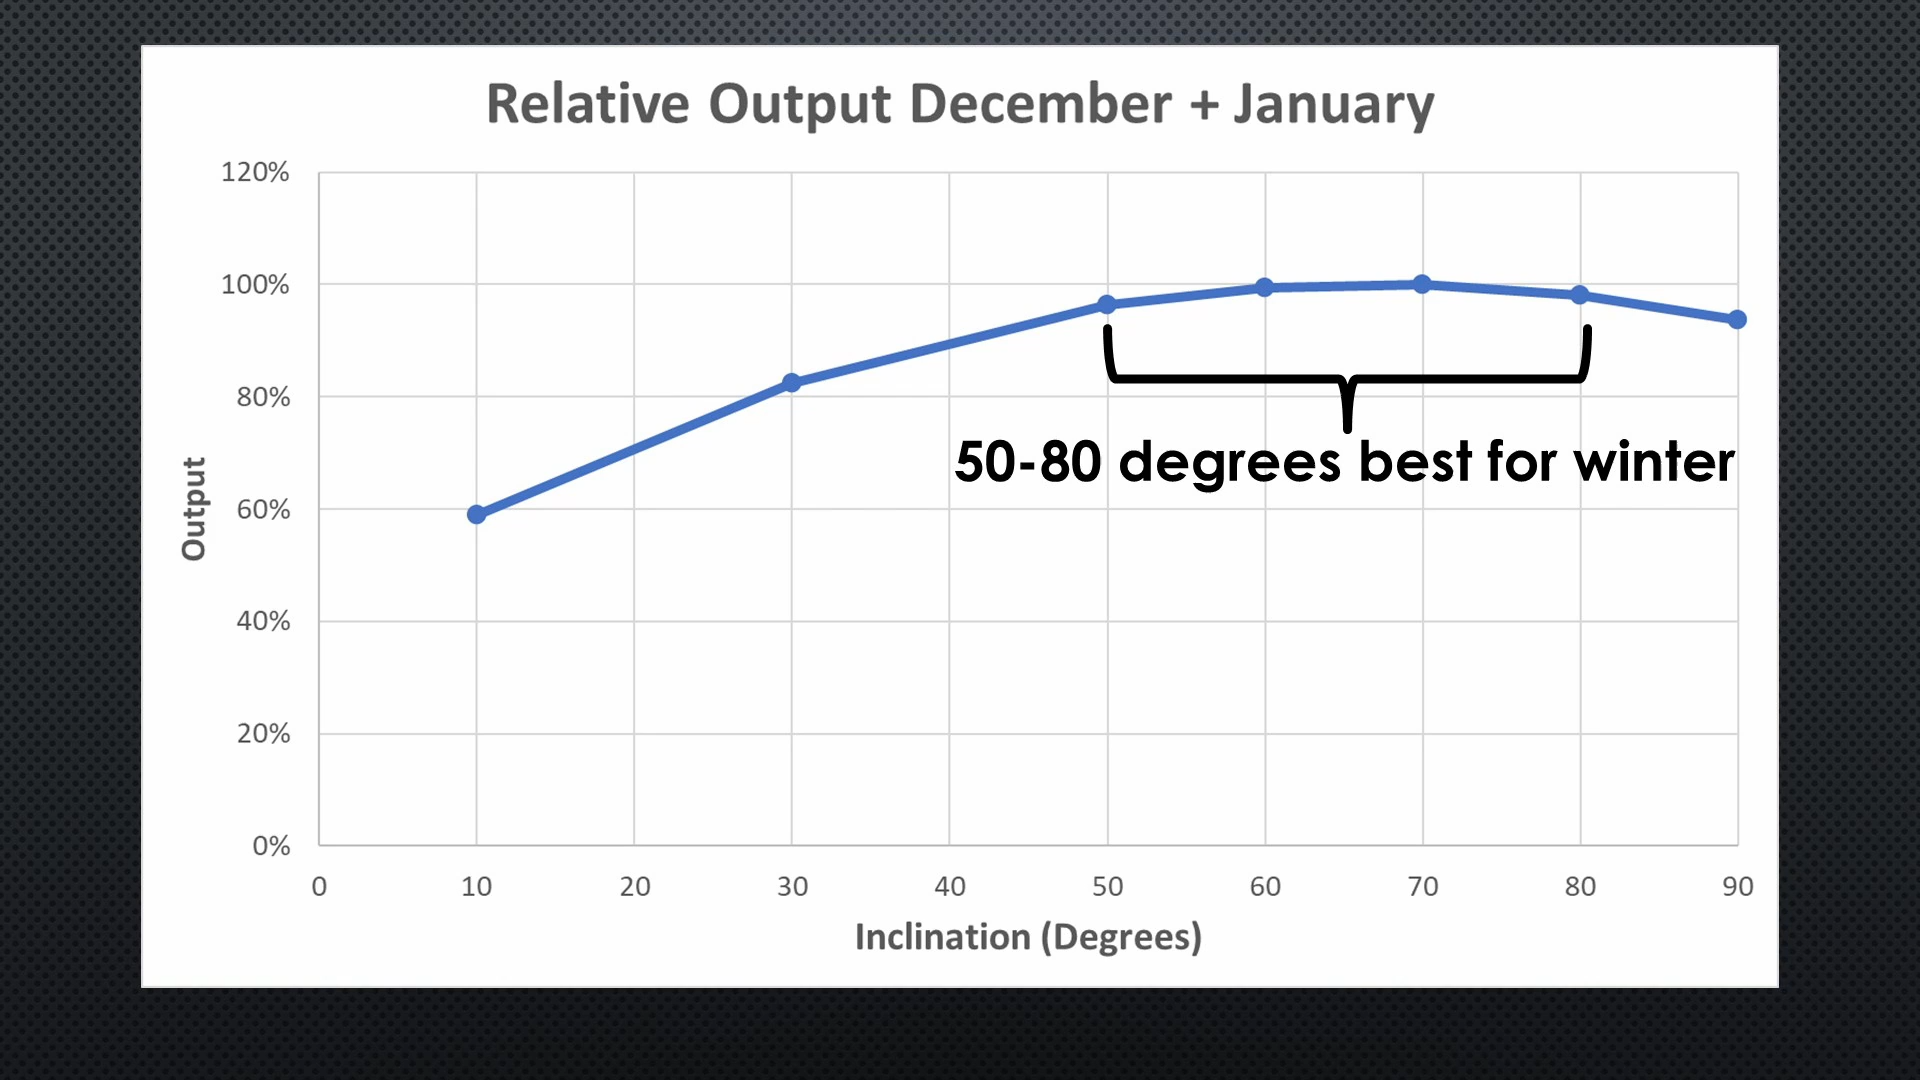 Relative Output December + January
120%
100%
80%
60%
40%
20%
0%
Output
50-80 degrees best for winter
0 10 20 30 40 50 60 70 80 90
Inclination (Degrees)